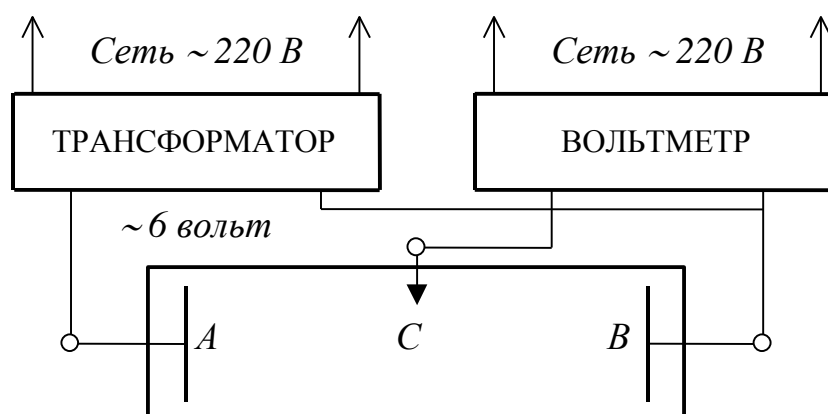 Сеть ~ 220 В
Сеть ~ 220 В
ТРАНСФОРМАТОР
ВОЛЬТМЕТР
~ 6 вольт
A
C
B